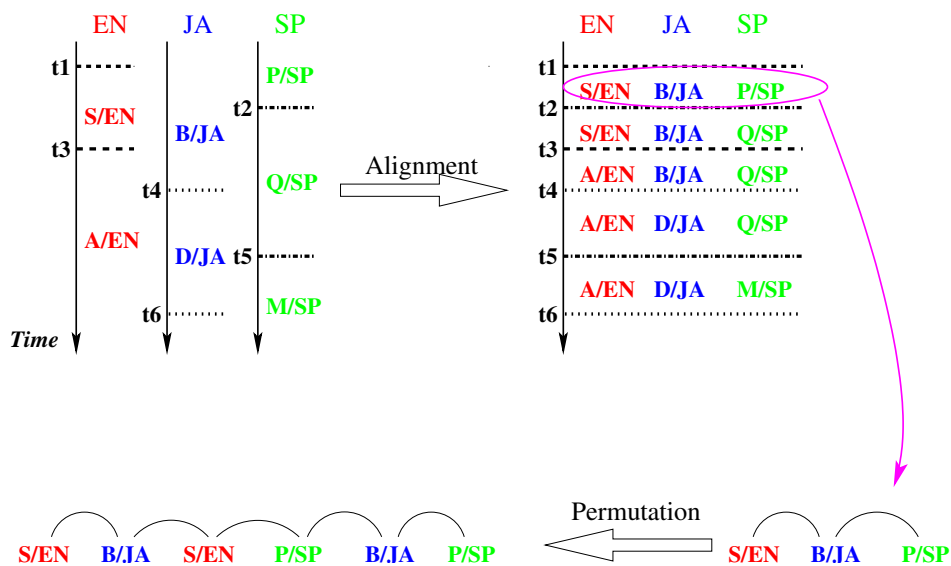 EN JA SP
t1
P/SP
S/EN
t2
B/JA
t3
Q/SP
t4
A/EN
D/JA
t5
M/SP
t6
Time
Alignment
EN JA SP
t1
S/EN B/JA P/SP
t2
S/EN B/JA Q/SP
t3
A/EN B/JA Q/SP
t4
A/EN D/JA Q/SP
t5
A/EN D/JA M/SP
t6
Permutation
S/EN B/JA S/EN P/SP B/JA P/SP
S/EN B/JA P/SP